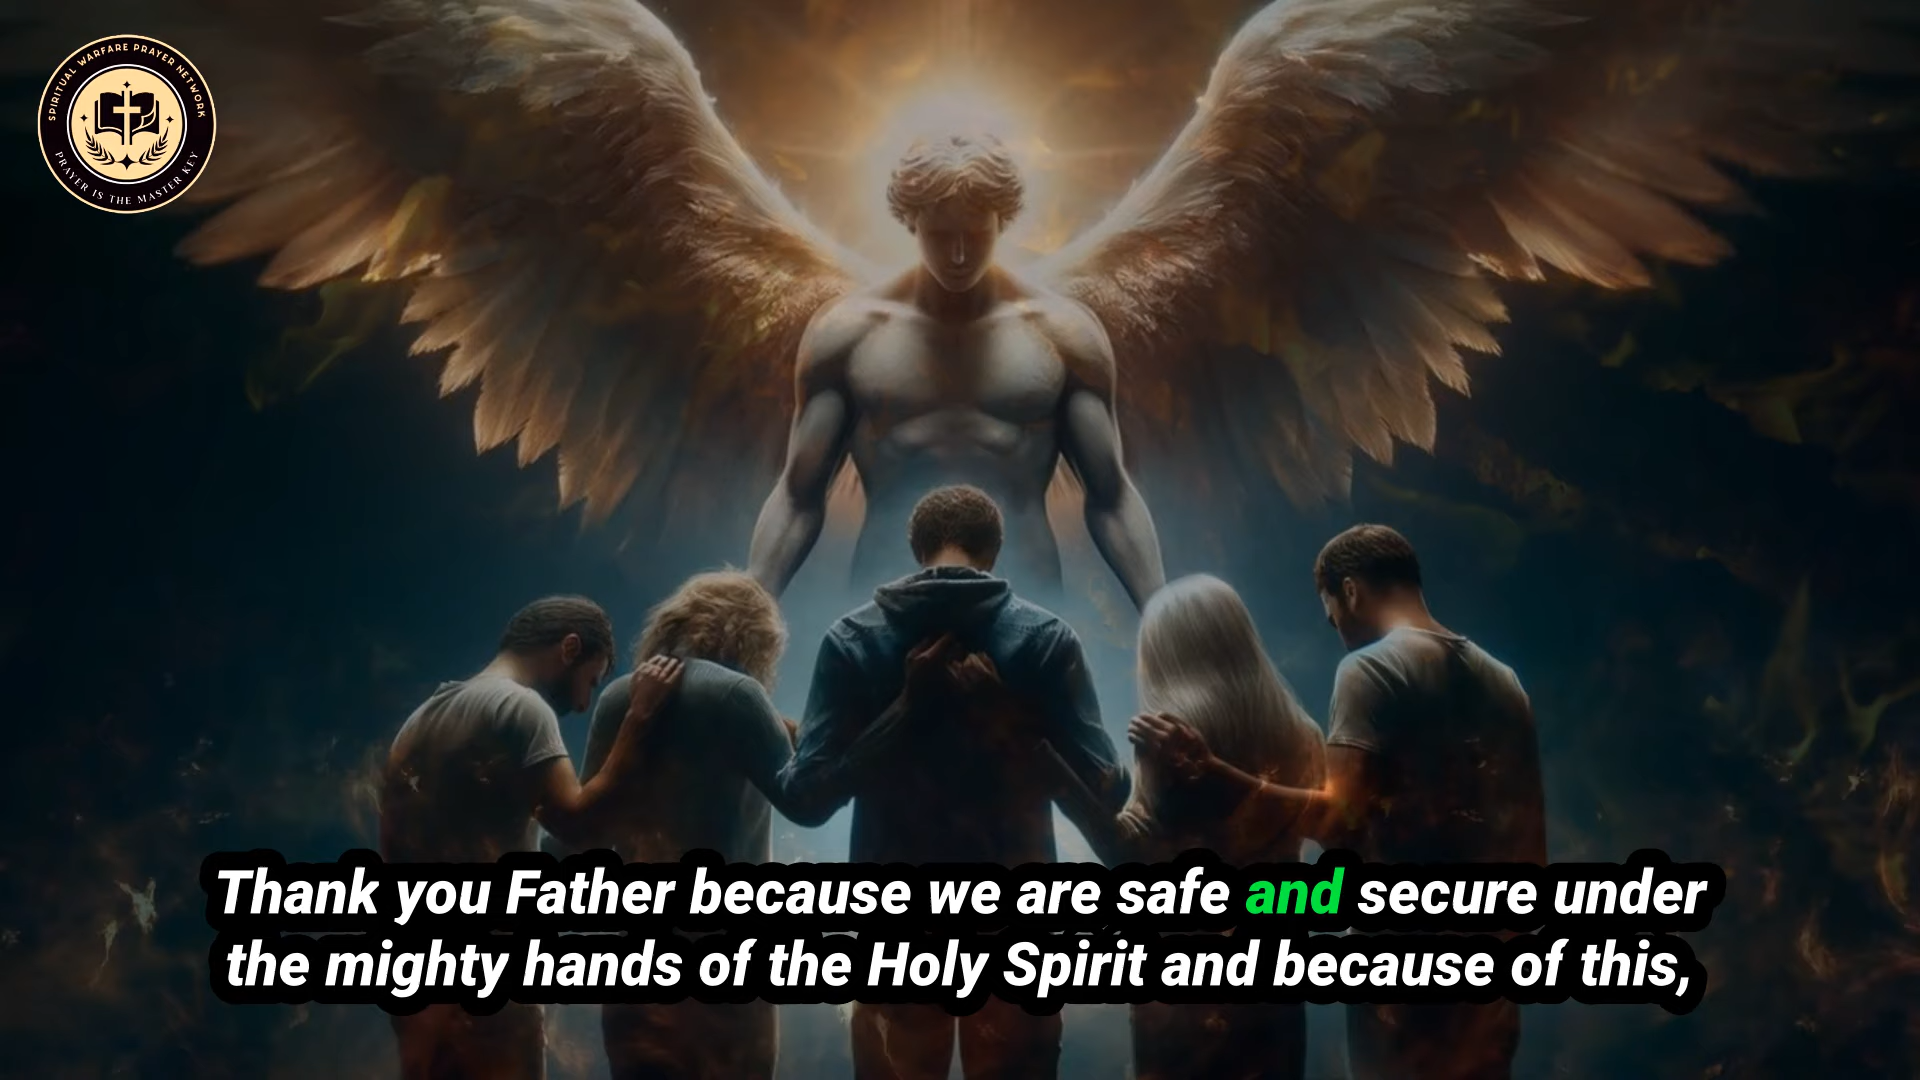 SPIRITUAL WARFARE PRAYER NETWORK
PRAYER IS THE MASTER KEY
Thank you Father because we are safe and secure under
the mighty hands of the Holy Spirit and because of this,